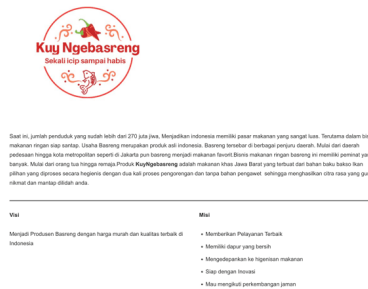 Kuy Ngebasreng
Sekali icip sampai habis
Saat ini, jumlah penduduk yang sudah lebih dari 270 juta jiwa, Menjadikan indonesia memiliki pasar makanan yang sangat luas. Terutama dalam bis
makanan ringan siap santap. Usaha Basreng merupakan produk asli indonesia. Basreng tersebar di berbagai penjuru daerah. Mulai dari daerah
pedesaan hingga kota metropolitan seperti di Jakarta pun basreng menjadi makanan favorit.Bisnis makanan ringan basreng ini memiliki peminat ya
banyak. Mulai dari orang tua hingga remaja.Produk KuyNgebasreng adalah makanan khas Jawa Barat yang terbuat dari bahan baku bakso Ikan
pilihan yang diproses secara hegienis dengan dua kali proses pengorengan dan tanpa bahan pengawet sehingga menghasilkan citra rasa yang gu
nikmat dan mantap dilidah anda.
Visi
Misi
Menjadi Produsen Basreng dengan harga murah dan kualitas terbaik di
Indonesia
• Memberikan Pelayanan Terbaik
• Memiliki dapur yang bersih
• Mengedepankan ke higenisan makanan
• Siap dengan Inovasi
• Mau mengikuti perkembangan jaman